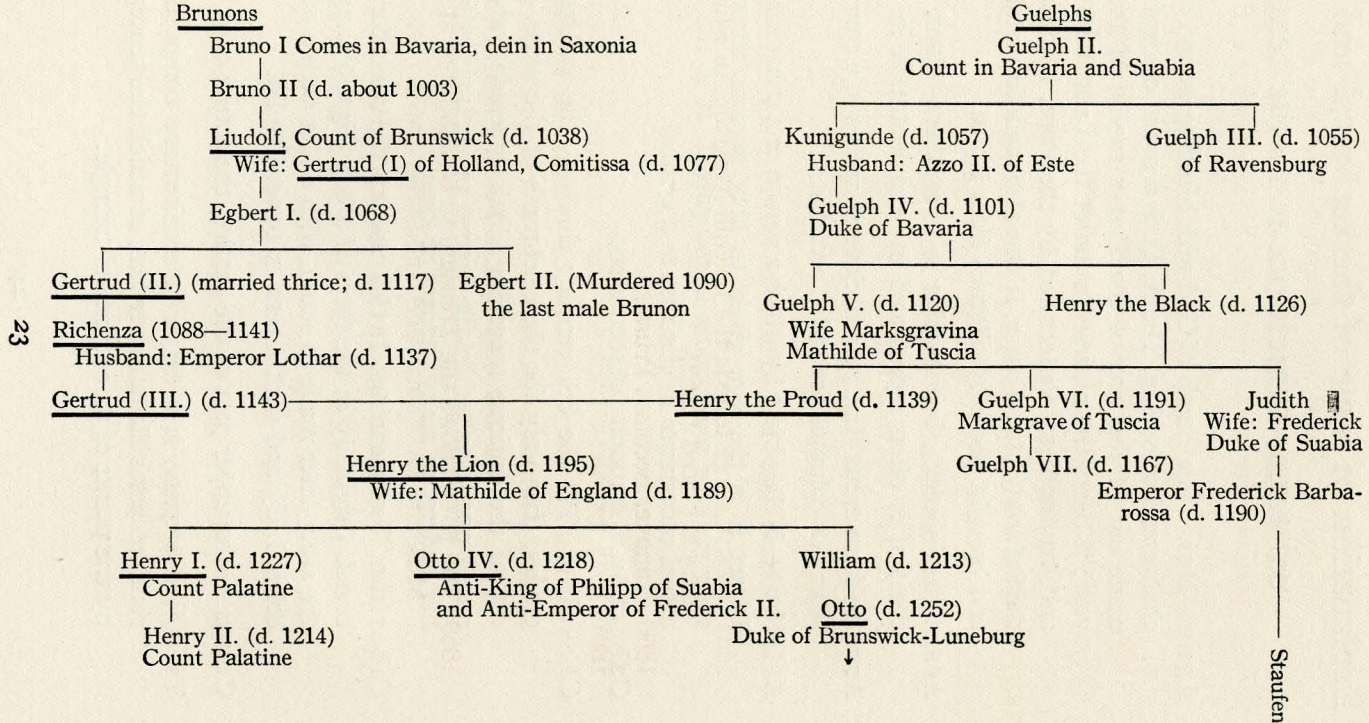 Brunons
Bruno I Comes in Bavaria, dein in Saxonia
Bruno II (d. about 1003)
Liudolf, Count of Brunswick (d. 1038)
Wife: Gertrud (I) of Holland, Comitissa (d. 1077)
Egbert I. (d. 1068)
Gertrud (II.) (married thrice; d. 1117)
Egbert II. (Murdered 1090)
the last male Brunon
Richenza (1088—1141)
Husband: Emperor Lothar (d. 1137)
Gertrud (III.) (d. 1143)
Guelphs
Guelph II.
Count in Bavaria and Suabia
Kunigunde (d. 1057)
Husband: Azzo II. of Este
Guelph III. (d. 1055)
of Ravensburg
Guelph IV. (d. 1101)
Duke of Bavaria
Guelph V. (d. 1120)
Wife Marksgravina
Mathilde of Tuscia
Henry the Black (d. 1126)
Henry the Proud (d. 1139)
Guelph VI. (d. 1191)
Markgrave of Tuscia
Guelph VII. (d. 1167)
Judith
Wife: Frederick
Duke of Suabia
Emperor Frederick Barba-
rossa (d. 1190)
Staufen
Henry the Lion (d. 1195)
Wife: Mathilde of England (d. 1189)
Henry I. (d. 1227)
Count Palatine
Henry II. (d. 1214)
Count Palatine
Otto IV. (d. 1218)
Anti-King of Philipp of Suabia
and Anti-Emperor of Frederick II.
William (d. 1213)
Otto (d. 1252)
Duke of Brunswick-Luneburg
23